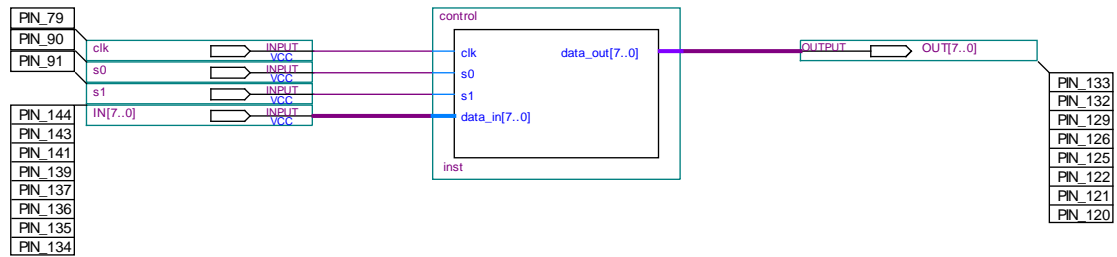 PIN_79
PIN_90
PIN_91
clk INPUT
VCC
s0 INPUT
VCC
s1 INPUT
VCC
IN[7..0] INPUT
VCC
PIN_144
PIN_143
PIN_141
PIN_139
PIN_137
PIN_136
PIN_135
PIN_134
control
clk data_out[7..0]
s0
s1
data_in[7..0]
inst
OUTPUT OUT[7..0]
PIN_133
PIN_132
PIN_129
PIN_126
PIN_125
PIN_122
PIN_121
PIN_120